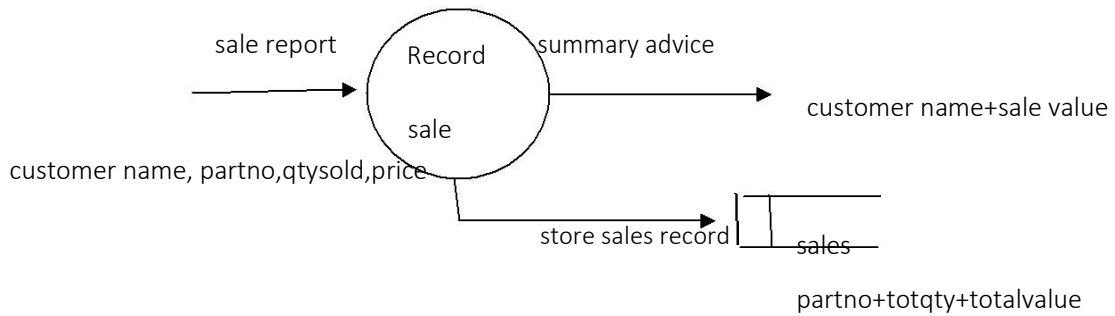 sale report
Record
sale
summary advice
customer name+sale value
customer name, partno,qtysold,price
store sales record
sales
partno+totqty+totalvalue